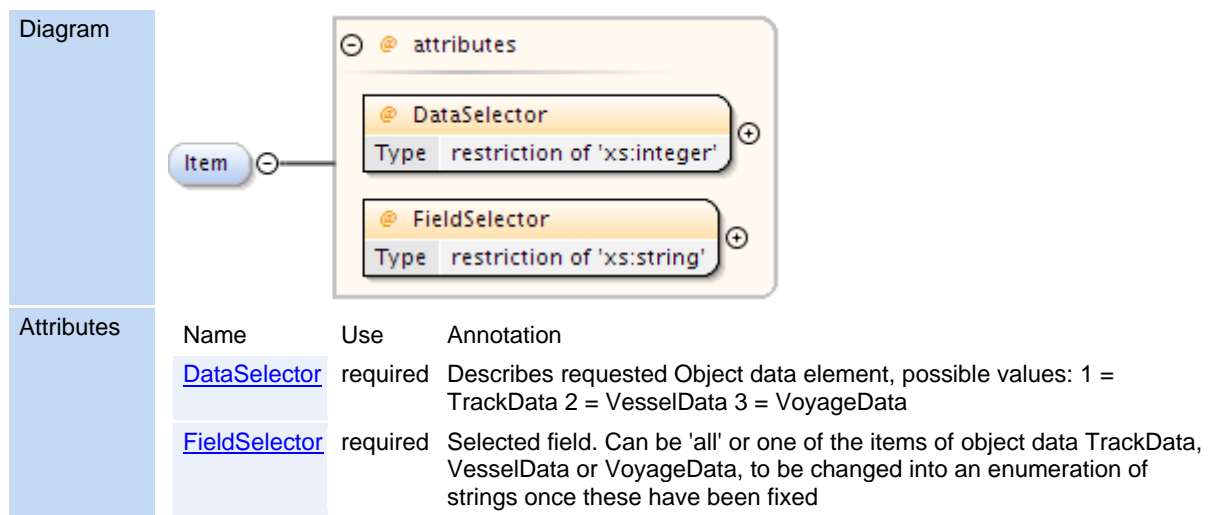 Diagram
@ attributes
@ DataSelector
Type restriction of 'xs:integer'
Item
@ FieldSelector
Type restriction of 'xs:string'
Attributes
Name Use Annotation
DataSelector required Describes requested Object data element, possible values: 1 =
TrackData 2 = VesselData 3 = VoyageData
FieldSelector required Selected field. Can be 'all' or one of the items of object data TrackData,
VesselData or VoyageData, to be changed into an enumeration of
strings once these have been fixed